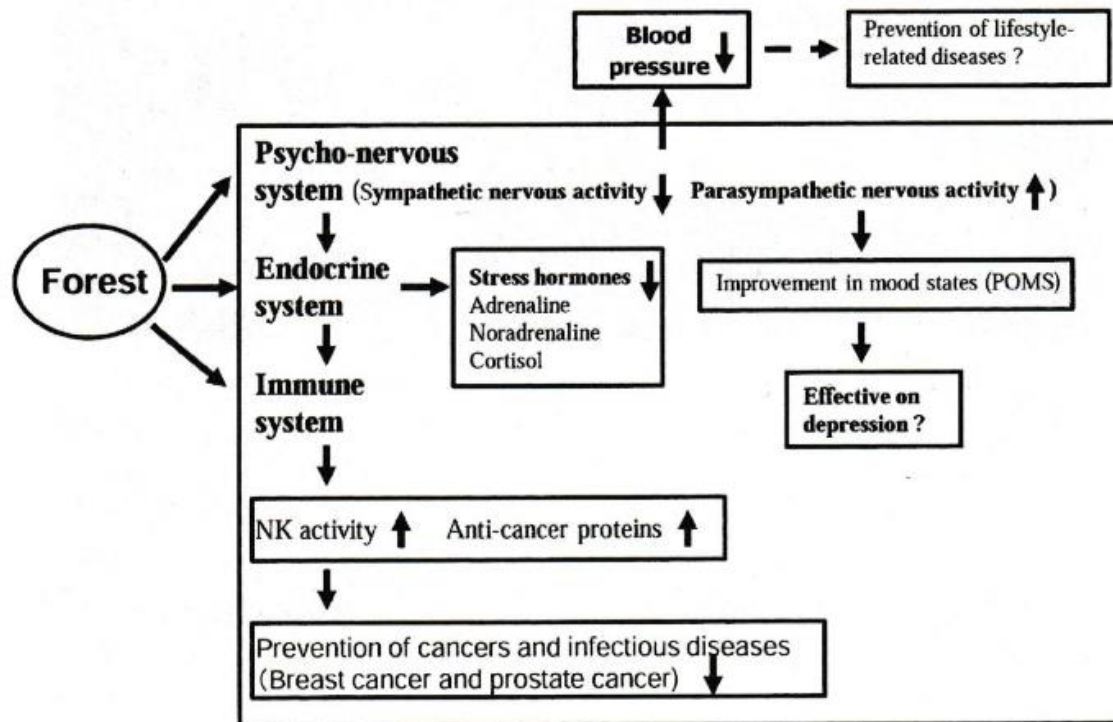 Blood
pressure
Prevention of lifestyle-
related diseases ?
Psycho-nervous
system (Sympathetic nervous activity
Parasympathetic nervous activity )
Forest
Endocrine
system
Stress hormones
Adrenaline
Noradrenaline
Cortisol
Improvement in mood states (POMS)
Immune
system
Effective on
depression ?
NK activity
Anti-cancer proteins
Prevention of cancers and infectious diseases
(Breast cancer and prostate cancer)